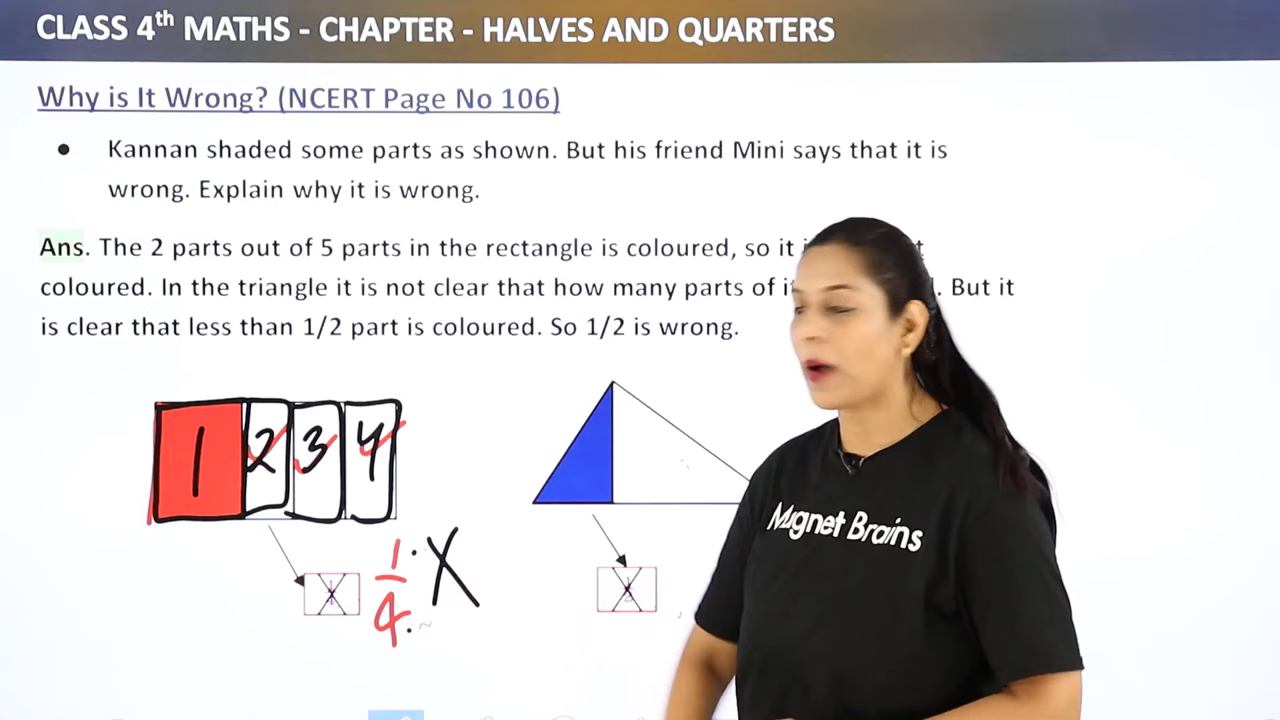 CLASS 4th MATHS - CHAPTER - HALVES AND QUARTERS
Why is It Wrong? (NCERT Page No 106)
• Kannan shaded some parts as shown. But his friend Mini says that it is
wrong. Explain why it is wrong.
Ans. The 2 parts out of 5 parts in the rectangle is coloured, so it
coloured. In the triangle it is not clear that how many parts of . But it
is clear that less than 1/2 part is coloured. So 1/2 is wrong.
1 2 3 4
1/4 X
Magnet Brains